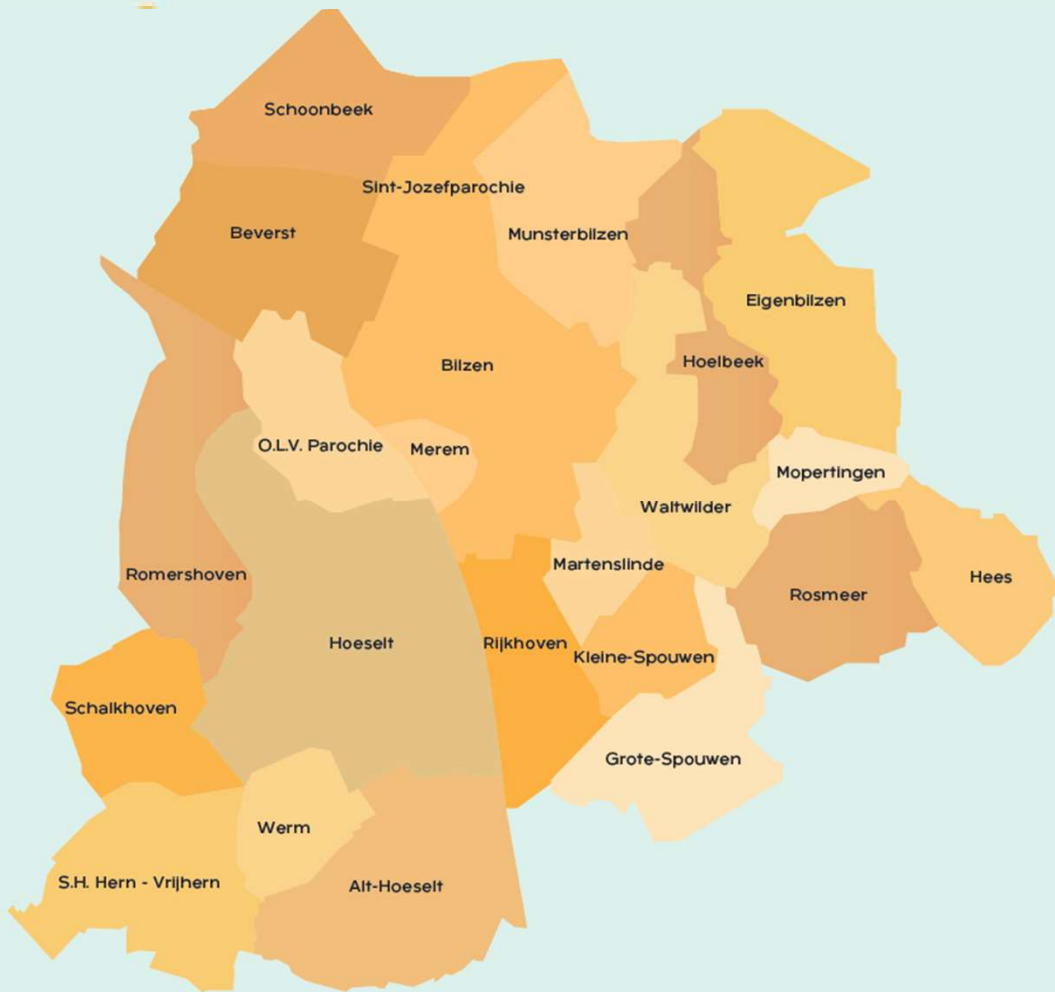 Schoonbeek
Sint-Jozefparochie
Beverst
Munsterbilzen
Eigenbilzen
Bilzen
Hoelbeek
O.L.V. Parochie
Merem
Mopertingen
Waltwilder
Martenslinde
Romershoven
Hees
Rosmeer
Hoeselt
Rijkhoven
Kleine-Spouwen
Schalkhoven
Grote-Spouwen
Werm
S.H. Hern - Vrijhern
Alt-Hoeselt